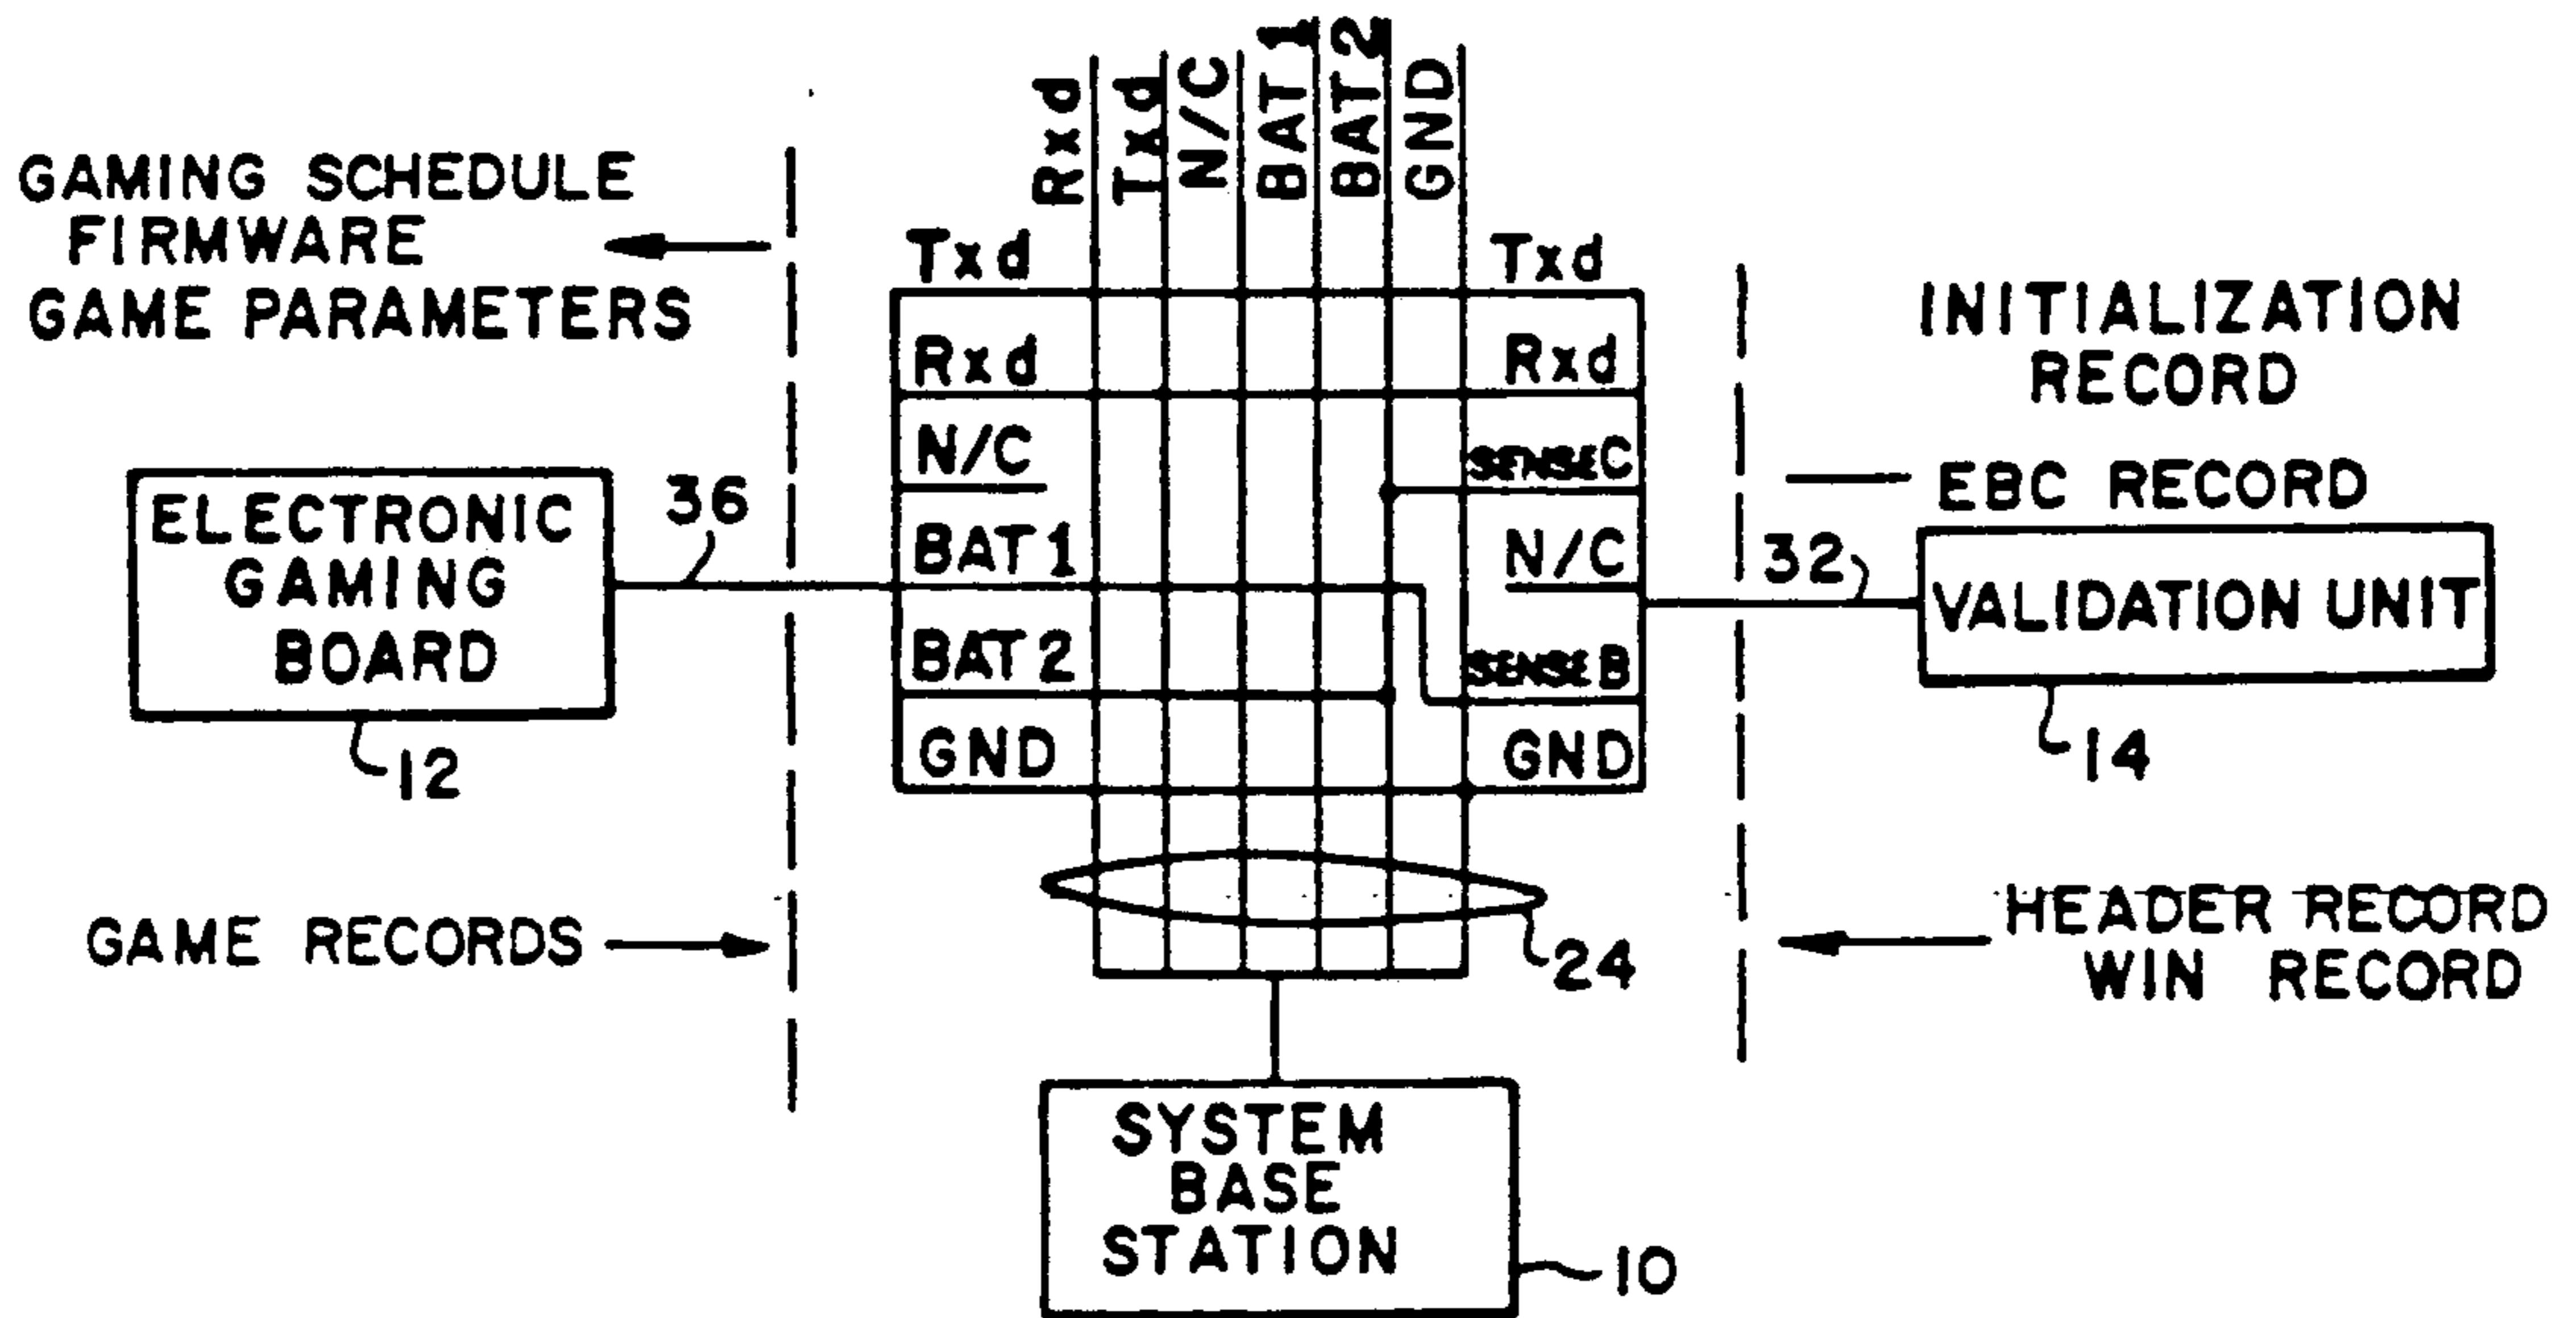 Rxd
Txd
N/C
BAT 1
BAT 2
GND
GAMING SCHEDULE
FIRMWARE
GAME PARAMETERS
Txd
Rxd
N/C
BAT 1
BAT 2
GND
Txd
Rxd
SENSE C
N/C
SENSE B
GND
INITIALIZATION
RECORD
EBC RECORD
ELECTRONIC
GAMING
BOARD
36
12
32
VALIDATION UNIT
14
GAME RECORDS
24
HEADER RECORD
WIN RECORD
SYSTEM
BASE
STATION
10